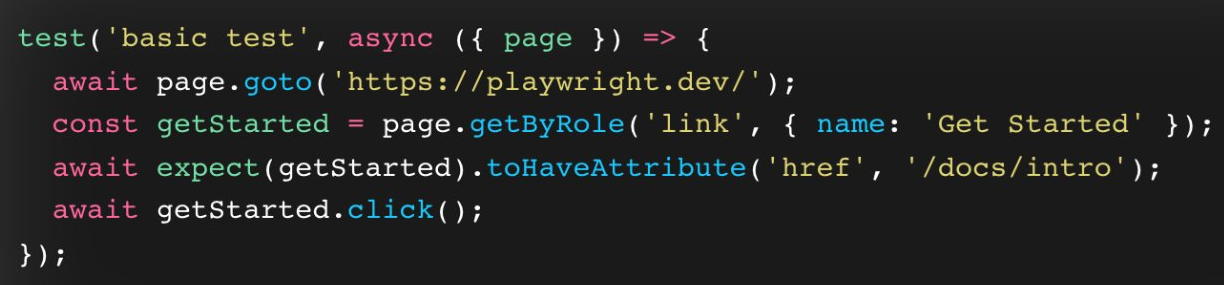 test('basic test', async ({ page }) => {
  await page.goto('https://playwright.dev/');
  const getStarted = page.getByRole('link', { name: 'Get Started' });
  await expect(getStarted).toHaveAttribute('href', '/docs/intro');
  await getStarted.click();
});